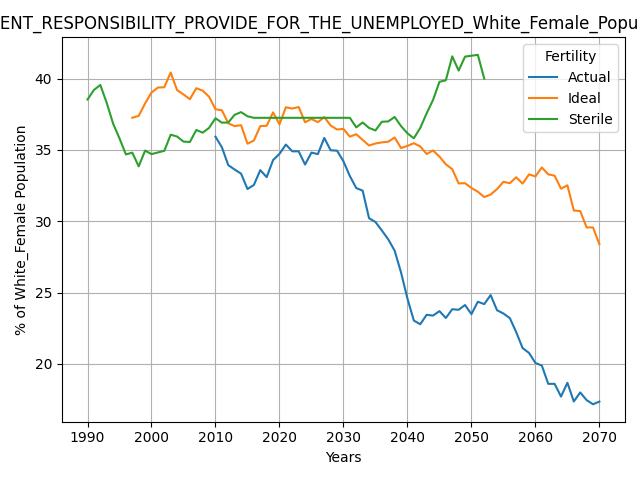 ENT_RESPONSIBILITY_PROVIDE_FOR_THE_UNEMPLOYED_White_Female_Popu
Fertility
Actual
Ideal
Sterile
% of White_Female Population
40
35
30
25
20
1990 2000 2010 2020 2030 2040 2050 2060 2070
Years